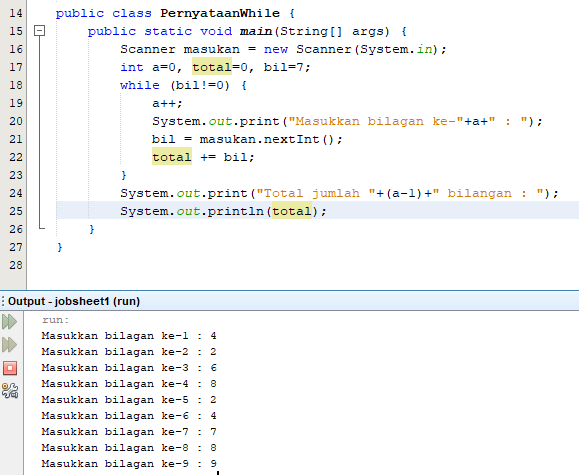 14 public class PernyataanWhile {
15 public static void main(String[] args) {
16 Scanner masukan = new Scanner(System.in);
17 int a=0, total=0, bil=7;
18 while (bil!=0) {
19 a++;
20 System.out.print("Masukkan bilagan ke-"+a+" : ");
21 bil = masukan.nextInt();
22 total += bil;
23 }
24 System.out.print("Total jumlah "+(a-1)+" bilangan : ");
25 System.out.println(total);
26 }
27 }
28
Output - jobsheet1 (run)
run:
Masukkan bilagan ke-1 : 4
Masukkan bilagan ke-2 : 2
Masukkan bilagan ke-3 : 6
Masukkan bilagan ke-4 : 8
Masukkan bilagan ke-5 : 2
Masukkan bilagan ke-6 : 4
Masukkan bilagan ke-7 : 7
Masukkan bilagan ke-8 : 8
Masukkan bilagan ke-9 : 9